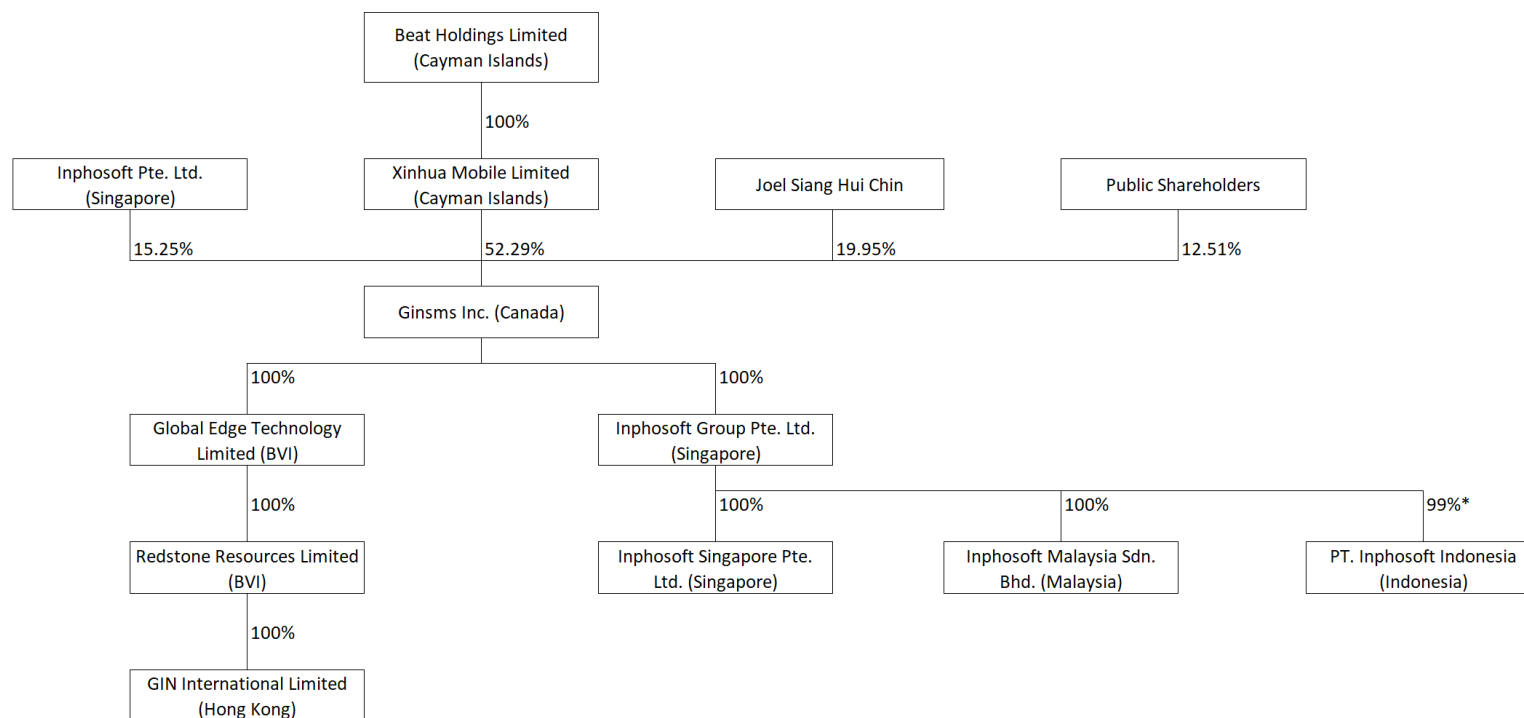 Beat Holdings Limited
(Cayman Islands)
100%
Inphosoft Pte. Ltd.
(Singapore)
Xinhua Mobile Limited
(Cayman Islands)
Joel Siang Hui Chin
Public Shareholders
15.25%
52.29%
19.95%
12.51%
Ginsms Inc. (Canada)
100%
100%
Global Edge Technology
Limited (BVI)
Inphosoft Group Pte. Ltd.
(Singapore)
100%
100%
100%
99%*
Redstone Resources Limited
(BVI)
Inphosoft Singapore Pte.
Ltd. (Singapore)
Inphosoft Malaysia Sdn.
Bhd. (Malaysia)
PT. Inphosoft Indonesia
(Indonesia)
100%
GIN International Limited
(Hong Kong)